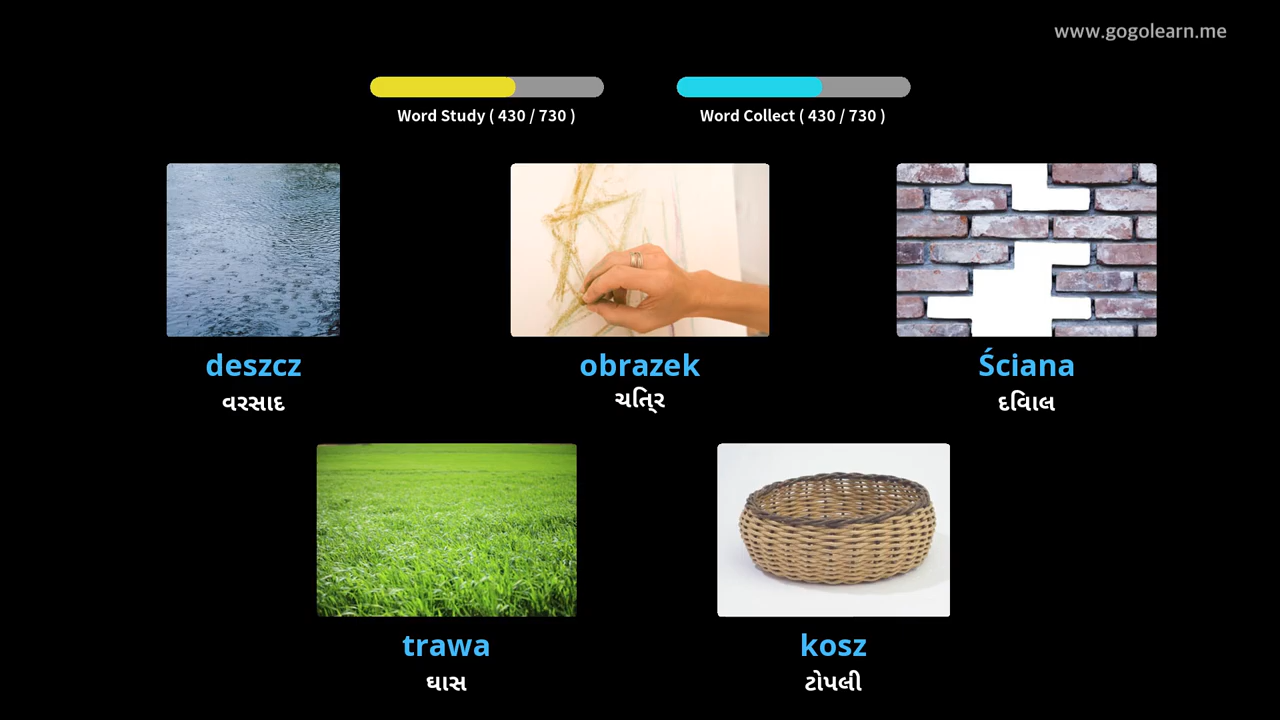 www.gogolearn.me
Word Study ( 430 / 730 )
Word Collect ( 430 / 730 )
deszcz
વરસાદ
obrazek
ચિત્ર
Ściana
દિવાલ
trawa
ઘાસ
kosz
ટોપલી